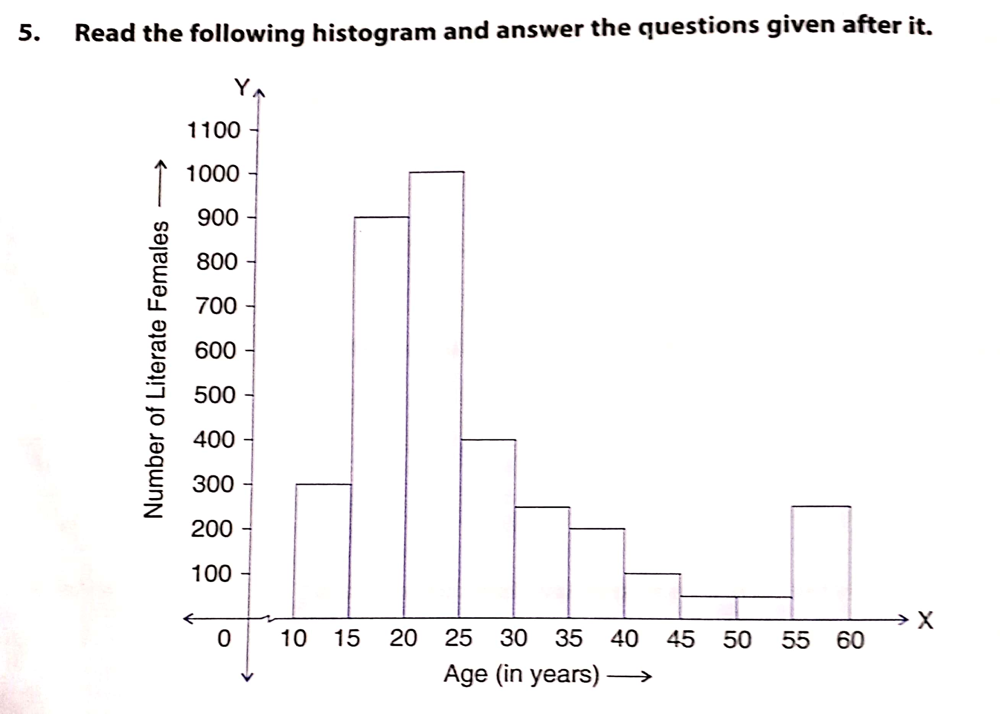 5. Read the following histogram and answer the questions given after it.
Y
1100
1000
900
800
700
600
500
400
300
200
100
Number of Literate Females
0 10 15 20 25 30 35 40 45 50 55 60
X
Age (in years)